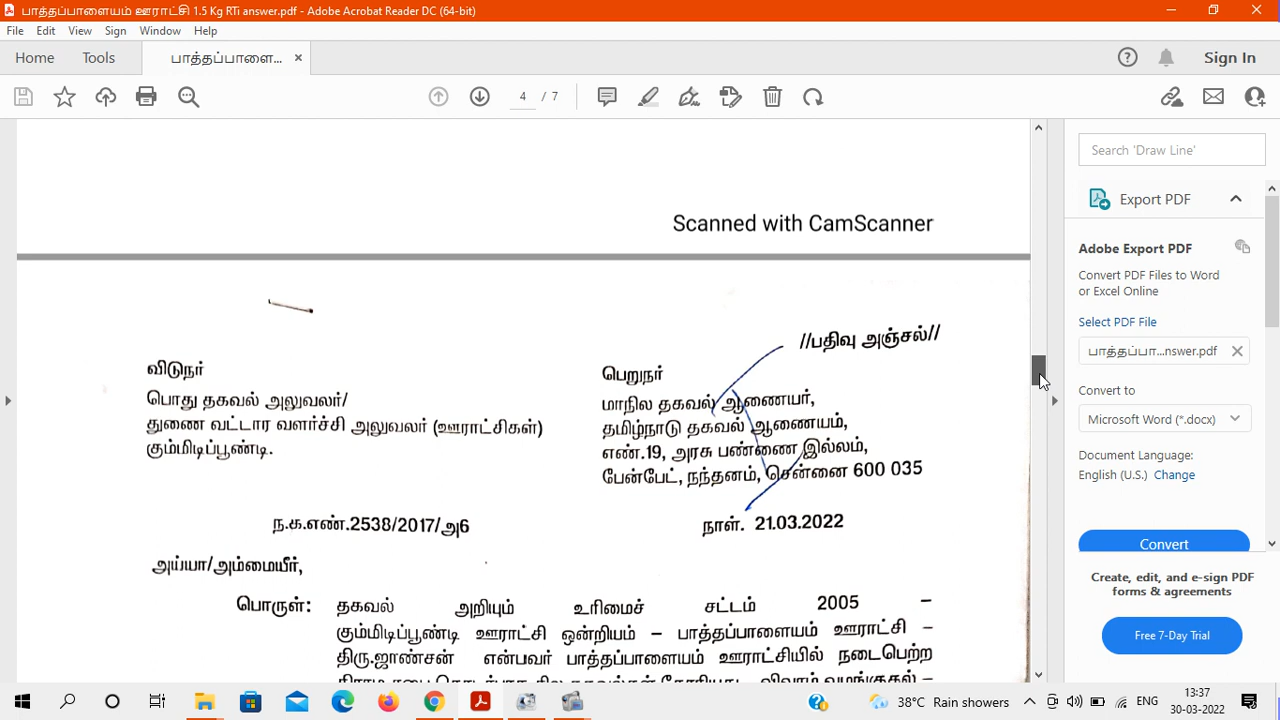 பாத்தப்பாளையம் ஊராட்சி 1.5 Kg RTi answer.pdf - Adobe Acrobat Reader DC (64-bit)
File Edit View Sign Window Help
Home Tools பாத்தப்பாளை... × Sign In
4 / 7
Search 'Draw Line'
Scanned with CamScanner
Export PDF
Adobe Export PDF
Convert PDF Files to Word
or Excel Online
Select PDF File
பாத்தப்பா...nswer.pdf
Convert to
Microsoft Word (*.docx)
Document Language:
English (U.S.) Change
Convert
Create, edit, and e-sign PDF
forms & agreements
Free 7-Day Trial
//பதிவு அஞ்சல்//
விடுநர்
பொது தகவல் அலுவலர்/
துணை வட்டார வளர்ச்சி அலுவலர் (ஊராட்சிகள்)
கும்மிடிப்பூண்டி.
பெறுநர்
மாநில தகவல் ஆணையர்,
தமிழ்நாடு தகவல் ஆணையம்,
எண்.19, அரசு பண்ணை இல்லம்,
பேன்பேட், நந்தனம், சென்னை 600 035
ந.க.எண்.2538/2017/அ6
நாள். 21.03.2022
அய்யா/அம்மையீர்,
பொருள்: தகவல் அறியும் உரிமைச் சட்டம் 2005 –
கும்மிடிப்பூண்டி ஊராட்சி ஒன்றியம் – பாத்தப்பாளையம் ஊராட்சி –
திரு.ஜாண்சன் என்பவர் பாத்தப்பாளையம் ஊராட்சியில் நடைபெற்ற
38°C Rain showers ENG 13:37
30-03-2022